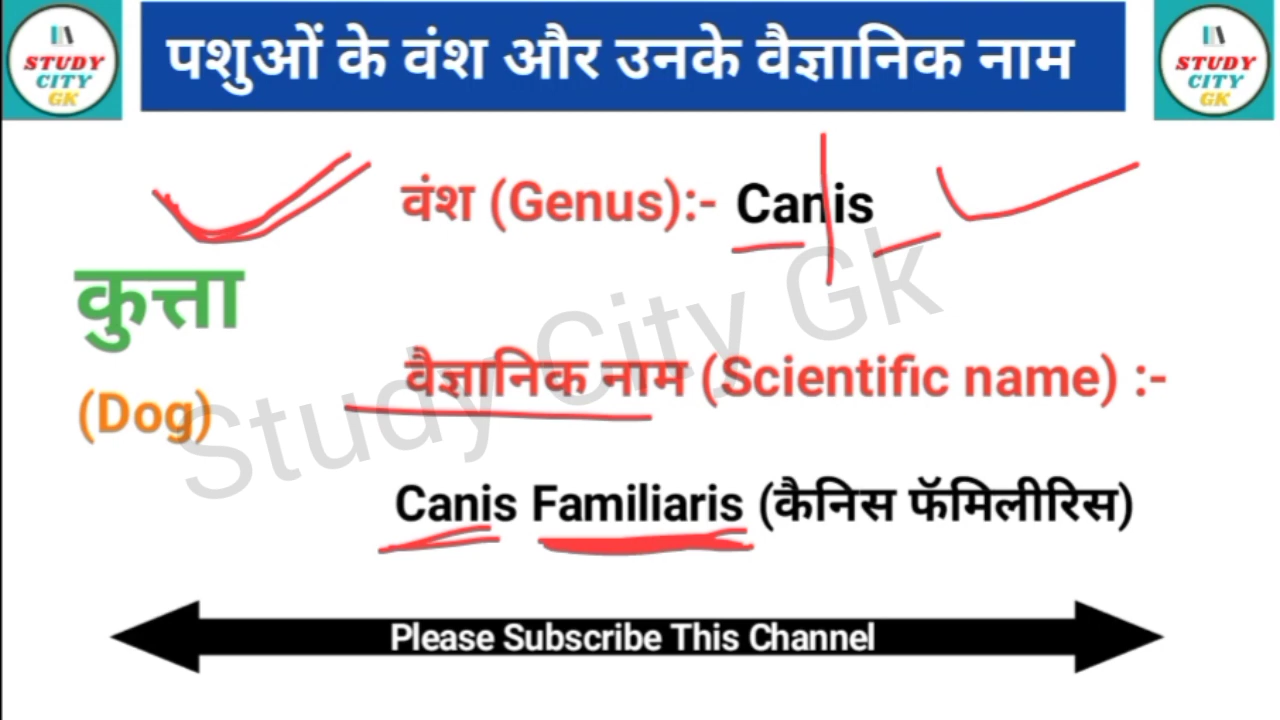 STUDY
CITY
GK
पशुओं के वंश और उनके वैज्ञानिक नाम
STUDY
CITY
GK
वंश (Genus):- Canis
कुत्ता
(Dog)
वैज्ञानिक नाम (Scientific name) :-
Canis Familiaris (कैनिस फॅमिलीरिस)
Study City Gk
Please Subscribe This Channel